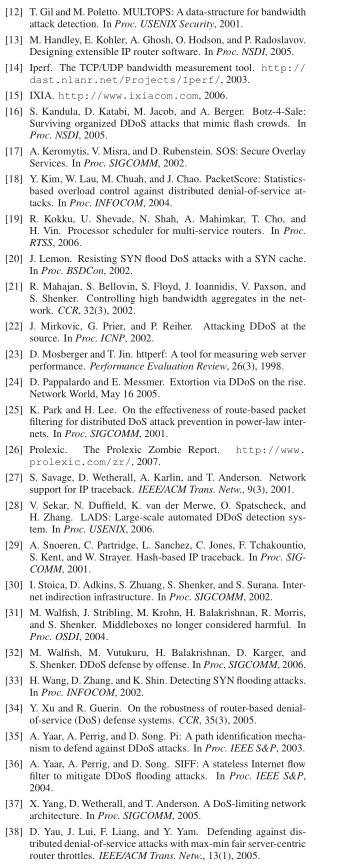 [12] T. Gil and M. Poletto. MULTOPS: A data-structure for bandwidth
attack detection. In Proc. USENIX Security, 2001.
[13] M. Handley, E. Kohler, A. Ghosh, O. Hodson, and P. Radoslavov.
Designing extensible IP router software. In Proc. NSDI, 2005.
[14] Iperf. The TCP/UDP bandwidth measurement tool. http://
dast.nlanr.net/Projects/Iperf/, 2003.
[15] IXIA. http://www.ixiacom.com, 2006.
[16] S. Kandula, D. Katabi, M. Jacob, and A. Berger. Botz-4-Sale:
Surviving organized DDoS attacks that mimic flash crowds. In
Proc. NSDI, 2005.
[17] A. Keromytis, V. Misra, and D. Rubenstein. SOS: Secure Overlay
Services. In Proc. SIGCOMM, 2002.
[18] Y. Kim, W. Lau, M. Chuah, and J. Chao. PacketScore: Statistics-
based overload control against distributed denial-of-service at-
tacks. In Proc. INFOCOM, 2004.
[19] R. Kokku, U. Shevade, N. Shah, A. Mahimkar, T. Cho, and
H. Vin. Processor scheduler for multi-service routers. In Proc.
RTSS, 2006.
[20] J. Lemon. Resisting SYN flood DoS attacks with a SYN cache.
In Proc. BSDCon, 2002.
[21] R. Mahajan, S. Bellovin, S. Floyd, J. Ioannidis, V. Paxson, and
S. Shenker. Controlling high bandwidth aggregates in the net-
work. CCR, 32(3), 2002.
[22] J. Mirkovic, G. Prier, and P. Reiher. Attacking DDoS at the
source. In Proc. ICNP, 2002.
[23] D. Mosberger and T. Jin. httperf: A tool for measuring web server
performance. Performance Evaluation Review, 26(3), 1998.
[24] D. Pappalardo and E. Messmer. Extortion via DDoS on the rise.
Network World, May 16 2005.
[25] K. Park and H. Lee. On the effectiveness of route-based packet
filtering for distributed DoS attack prevention in power-law inter-
nets. In Proc. SIGCOMM, 2001.
[26] Prolexic. The Prolexic Zombie Report. http://www.
prolexic.com/zr/, 2007.
[27] S. Savage, D. Wetherall, A. Karlin, and T. Anderson. Network
support for IP traceback. IEEE/ACM Trans. Netw., 9(3), 2001.
[28] V. Sekar, N. Duffield, K. van der Merwe, O. Spatscheck, and
H. Zhang. LADS: Large-scale automated DDoS detection sys-
tem. In Proc. USENIX, 2006.
[29] A. Snoeren, C. Partridge, L. Sanchez, C. Jones, F. Tchakountio,
S. Kent, and W. Strayer. Hash-based IP traceback. In Proc. SIG-
COMM, 2001.
[30] I. Stoica, D. Adkins, S. Zhuang, S. Shenker, and S. Surana. Inter-
net indirection infrastructure. In Proc. SIGCOMM, 2002.
[31] M. Walfish, J. Stribling, M. Krohn, H. Balakrishnan, R. Morris,
and S. Shenker. Middleboxes no longer considered harmful. In
Proc. OSDI, 2004.
[32] M. Walfish, M. Vutukuru, H. Balakrishnan, D. Karger, and
S. Shenker. DDoS defense by offense. In Proc. SIGCOMM, 2006.
[33] H. Wang, D. Zhang, and K. Shin. Detecting SYN flooding attacks.
In Proc. INFOCOM, 2002.
[34] Y. Xu and R. Guerin. On the robustness of router-based denial-
of-service (DoS) defense systems. CCR, 35(3), 2005.
[35] A. Yaar, A. Perrig, and D. Song. Pi: A path identification mecha-
nism to defend against DDoS attacks. In Proc. IEEE S&P, 2003.
[36] A. Yaar, A. Perrig, and D. Song. SIFF: A stateless Internet flow
filter to mitigate DDoS flooding attacks. In Proc. IEEE S&P,
2004.
[37] X. Yang, D. Wetherall, and T. Anderson. A DoS-limiting network
architecture. In Proc. SIGCOMM, 2005.
[38] D. Yau, J. Lui, F. Liang, and Y. Yam. Defending against dis-
tributed denial-of-service attacks with max-min fair server-centric
router throttles. IEEE/ACM Trans. Netw., 13(1), 2005.